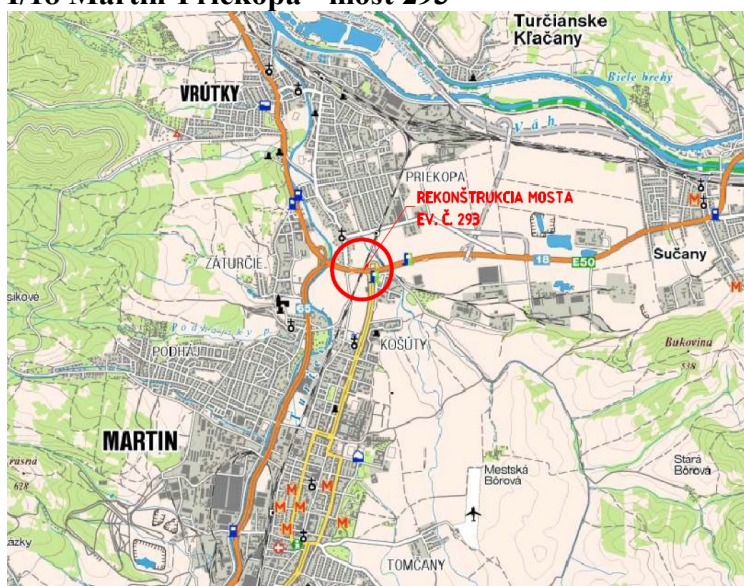 I/18 Martin Priekopa - most 293
Turčianske
Kľačany
Biele brehy
VRÚTKY
Váh
PRIEKOPA
REKONŠTRUKCIA MOSTA
EV. Č. 293
ZÁTURČIE
18
E50
Sučany
65
Turiec
KOŠÚTY
PODHÁJ
Bukovina
538
MARTIN
Stará
Bôrová
Mestská
Bôrová
628
TOMČANY